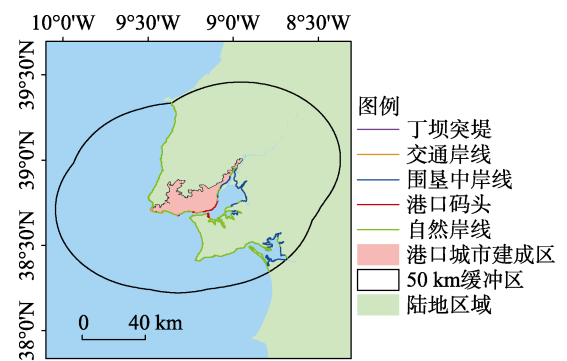 10°0'W 9°30'W 9°0'W 8°30'W
39°30'N
39°0'N
38°30'N
38°0'N
0 40 km
图例
丁坝突堤
交通岸线
围垦中岸线
港口码头
自然岸线
港口城市建成区
50 km缓冲区
陆地区域